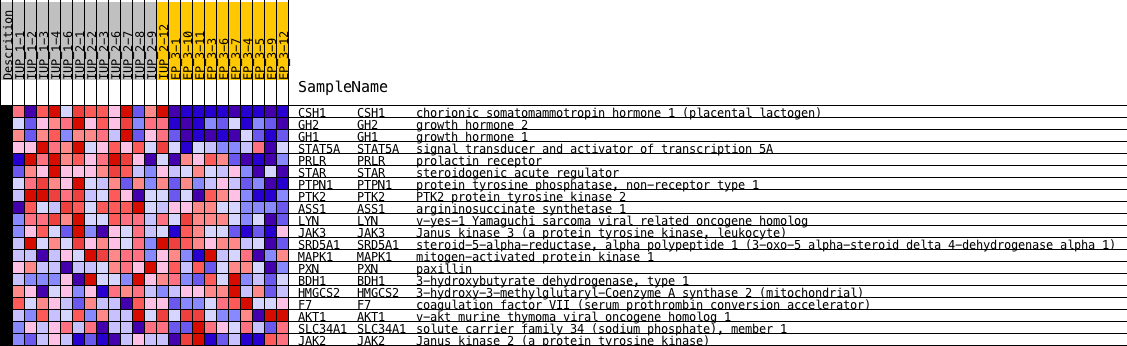 Descrition
IUP_1-1
IUP_1-2
IUP_1-3
IUP_1-4
IUP_1-6
IUP_2-1
IUP_2-2
IUP_2-3
IUP_2-6
IUP_2-7
IUP_2-8
IUP_2-9
IUP_2-12
EP_3-1
EP_3-10
EP_3-11
EP_3-3
EP_3-6
EP_3-7
EP_3-4
EP_3-5
EP_3-9
EP_3-12
SampleName
CSH1 CSH1 chorionic somatomammotropin hormone 1 (placental lactogen)
GH2 GH2 growth hormone 2
GH1 GH1 growth hormone 1
STAT5A STAT5A signal transducer and activator of transcription 5A
PRLR PRLR prolactin receptor
STAR STAR steroidogenic acute regulator
PTPN1 PTPN1 protein tyrosine phosphatase, non-receptor type 1
PTK2 PTK2 PTK2 protein tyrosine kinase 2
ASS1 ASS1 argininosuccinate synthetase 1
LYN LYN v-yes-1 Yamaguchi sarcoma viral related oncogene homolog
JAK3 JAK3 Janus kinase 3 (a protein tyrosine kinase, leukocyte)
SRD5A1 SRD5A1 steroid-5-alpha-reductase, alpha polypeptide 1 (3-oxo-5 alpha-steroid delta 4-dehydrogenase alpha 1)
MAPK1 MAPK1 mitogen-activated protein kinase 1
PXN PXN paxillin
BDH1 BDH1 3-hydroxybutyrate dehydrogenase, type 1
HMGCS2 HMGCS2 3-hydroxy-3-methylglutaryl-Coenzyme A synthase 2 (mitochondrial)
F7 F7 coagulation factor VII (serum prothrombin conversion accelerator)
AKT1 AKT1 v-akt murine thymoma viral oncogene homolog 1
SLC34A1 SLC34A1 solute carrier family 34 (sodium phosphate), member 1
JAK2 JAK2 Janus kinase 2 (a protein tyrosine kinase)